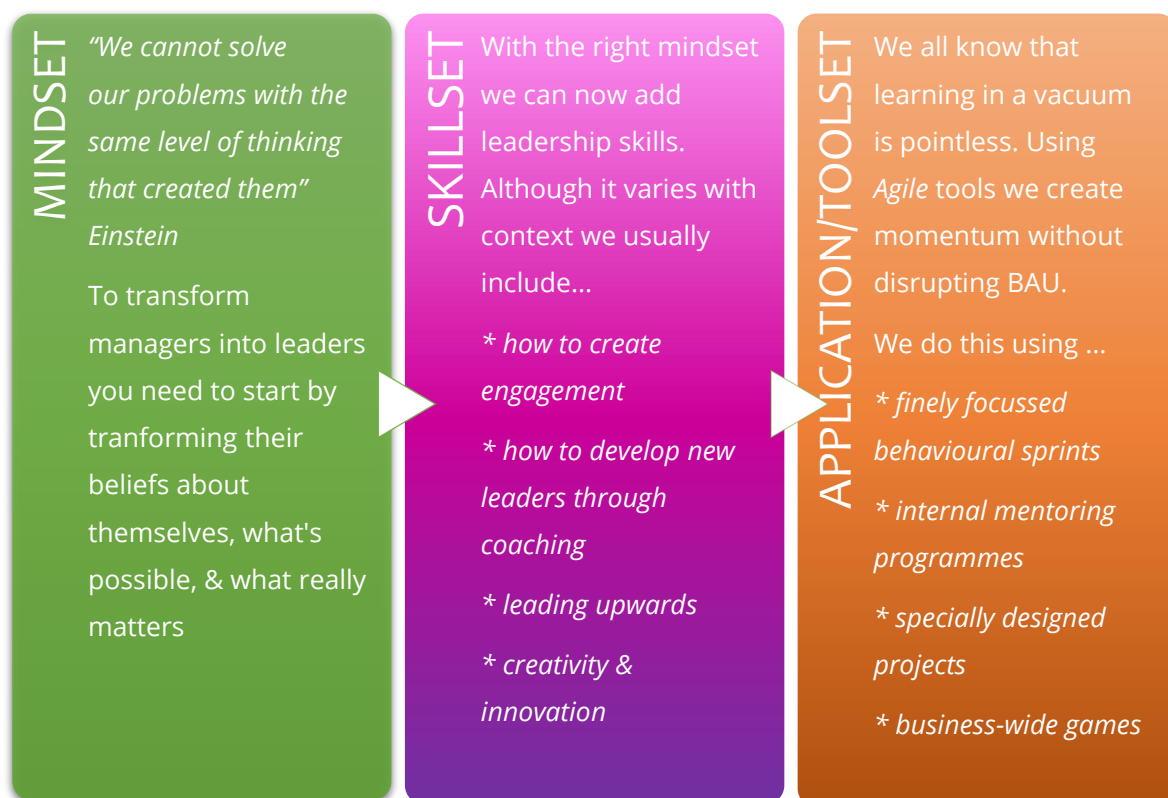 MINDSET
“We cannot solve
our problems with the
same level of thinking
that created them”
Einstein
To transform
managers into leaders
you need to start by
tranforming their
beliefs about
themselves, what's
possible, & what really
matters
SKILLSET
With the right mindset
we can now add
leadership skills.
Although it varies with
context we usually
include...
* how to create
engagement
* how to develop new
leaders through
coaching
* leading upwards
* creativity &
innovation
APPLICATION/TOOLSET
We all know that
learning in a vacuum
is pointless. Using
Agile tools we create
momentum without
disrupting BAU.
We do this using ...
* finely focussed
behavioural sprints
* internal mentoring
programmes
* specially designed
projects
* business-wide games